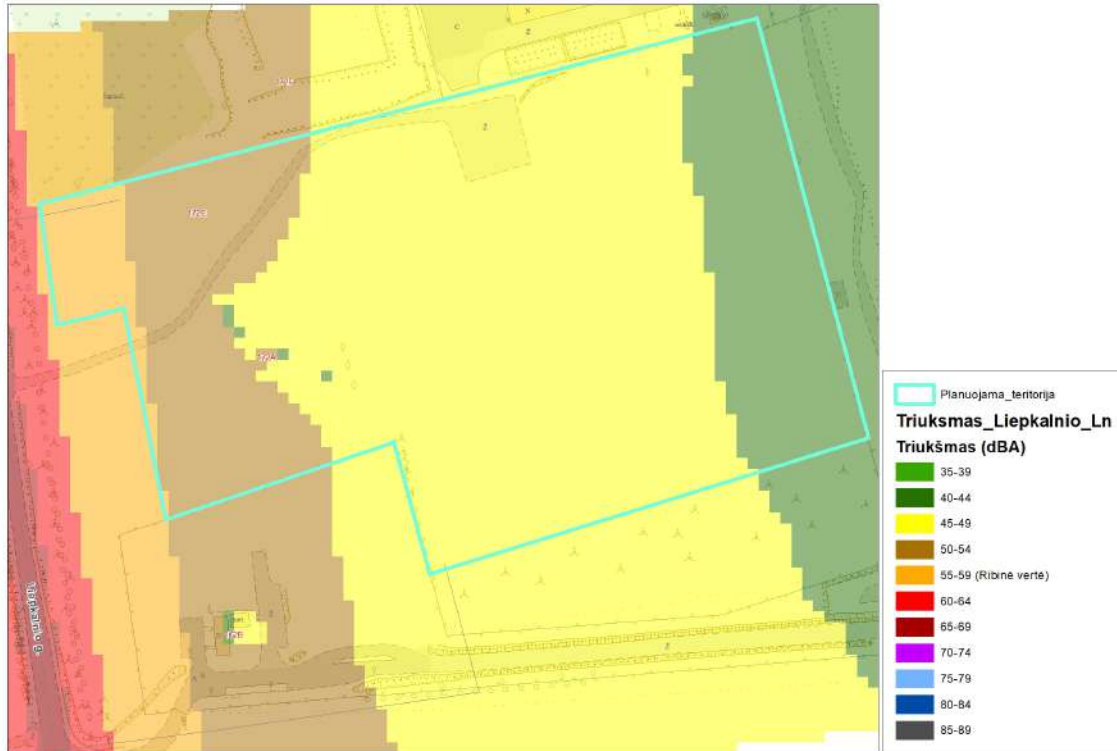 Liepkalnio g.
Planuojama_teritorija
Triuksmas_Liepkalnio_Ln
Triukšmas (dBA)
35-39
40-44
45-49
50-54
55-59 (Ribinė vertė)
60-64
65-69
70-74
75-79
80-84
85-89